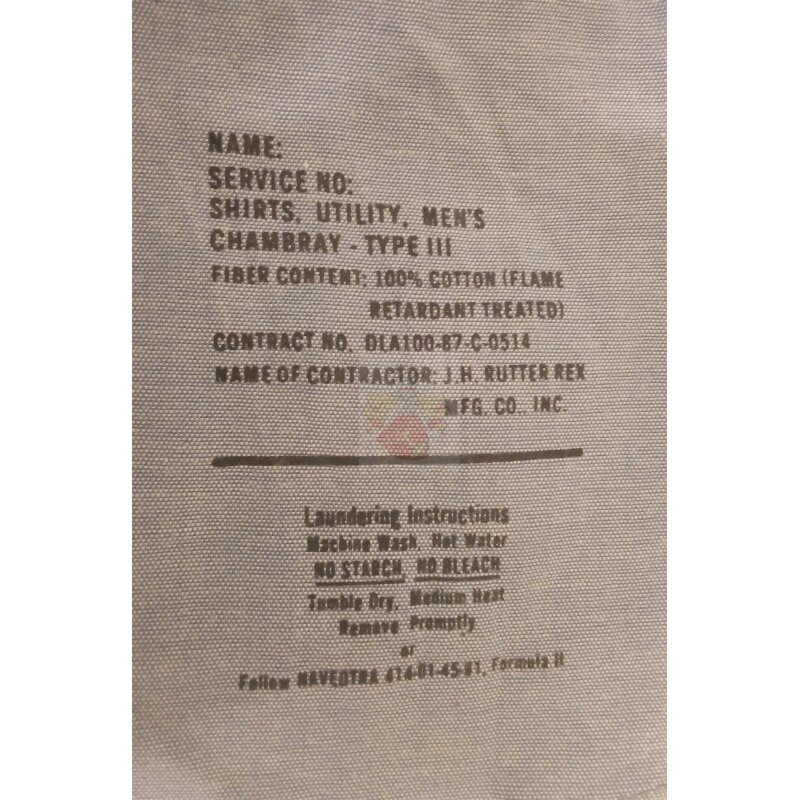 NAME:
SERVICE NO:
SHIRTS, UTILITY, MEN'S
CHAMBRAY - TYPE III
FIBER CONTENT: 100% COTTON (FLAME
RETARDANT TREATED)
CONTRACT NO. DLA100-87-C-0514
NAME OF CONTRACTOR: J.H. RUTTER REX
MFG. CO., INC.
Laundering Instructions
Machine Wash, Hot Water
NO STARCH, NO BLEACH
Tumble Dry, Medium Heat
Remove Promptly
or
Follow NAVEDTRA 414-01-45-81, Formula II